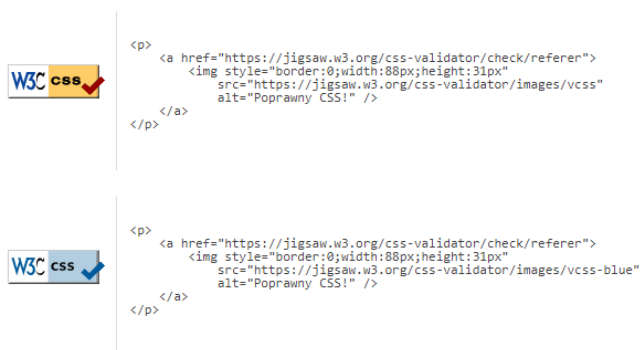 W3C css
<p>
    <a href="https://jigsaw.w3.org/css-validator/check/referer">
        <img style="border:0;width:88px;height:31px"
            src="https://jigsaw.w3.org/css-validator/images/vcss"
            alt="Poprawny CSS!" />
    </a>
</p>
W3C css
<p>
    <a href="https://jigsaw.w3.org/css-validator/check/referer">
        <img style="border:0;width:88px;height:31px"
            src="https://jigsaw.w3.org/css-validator/images/vcss-blue"
            alt="Poprawny CSS!" />
    </a>
</p>